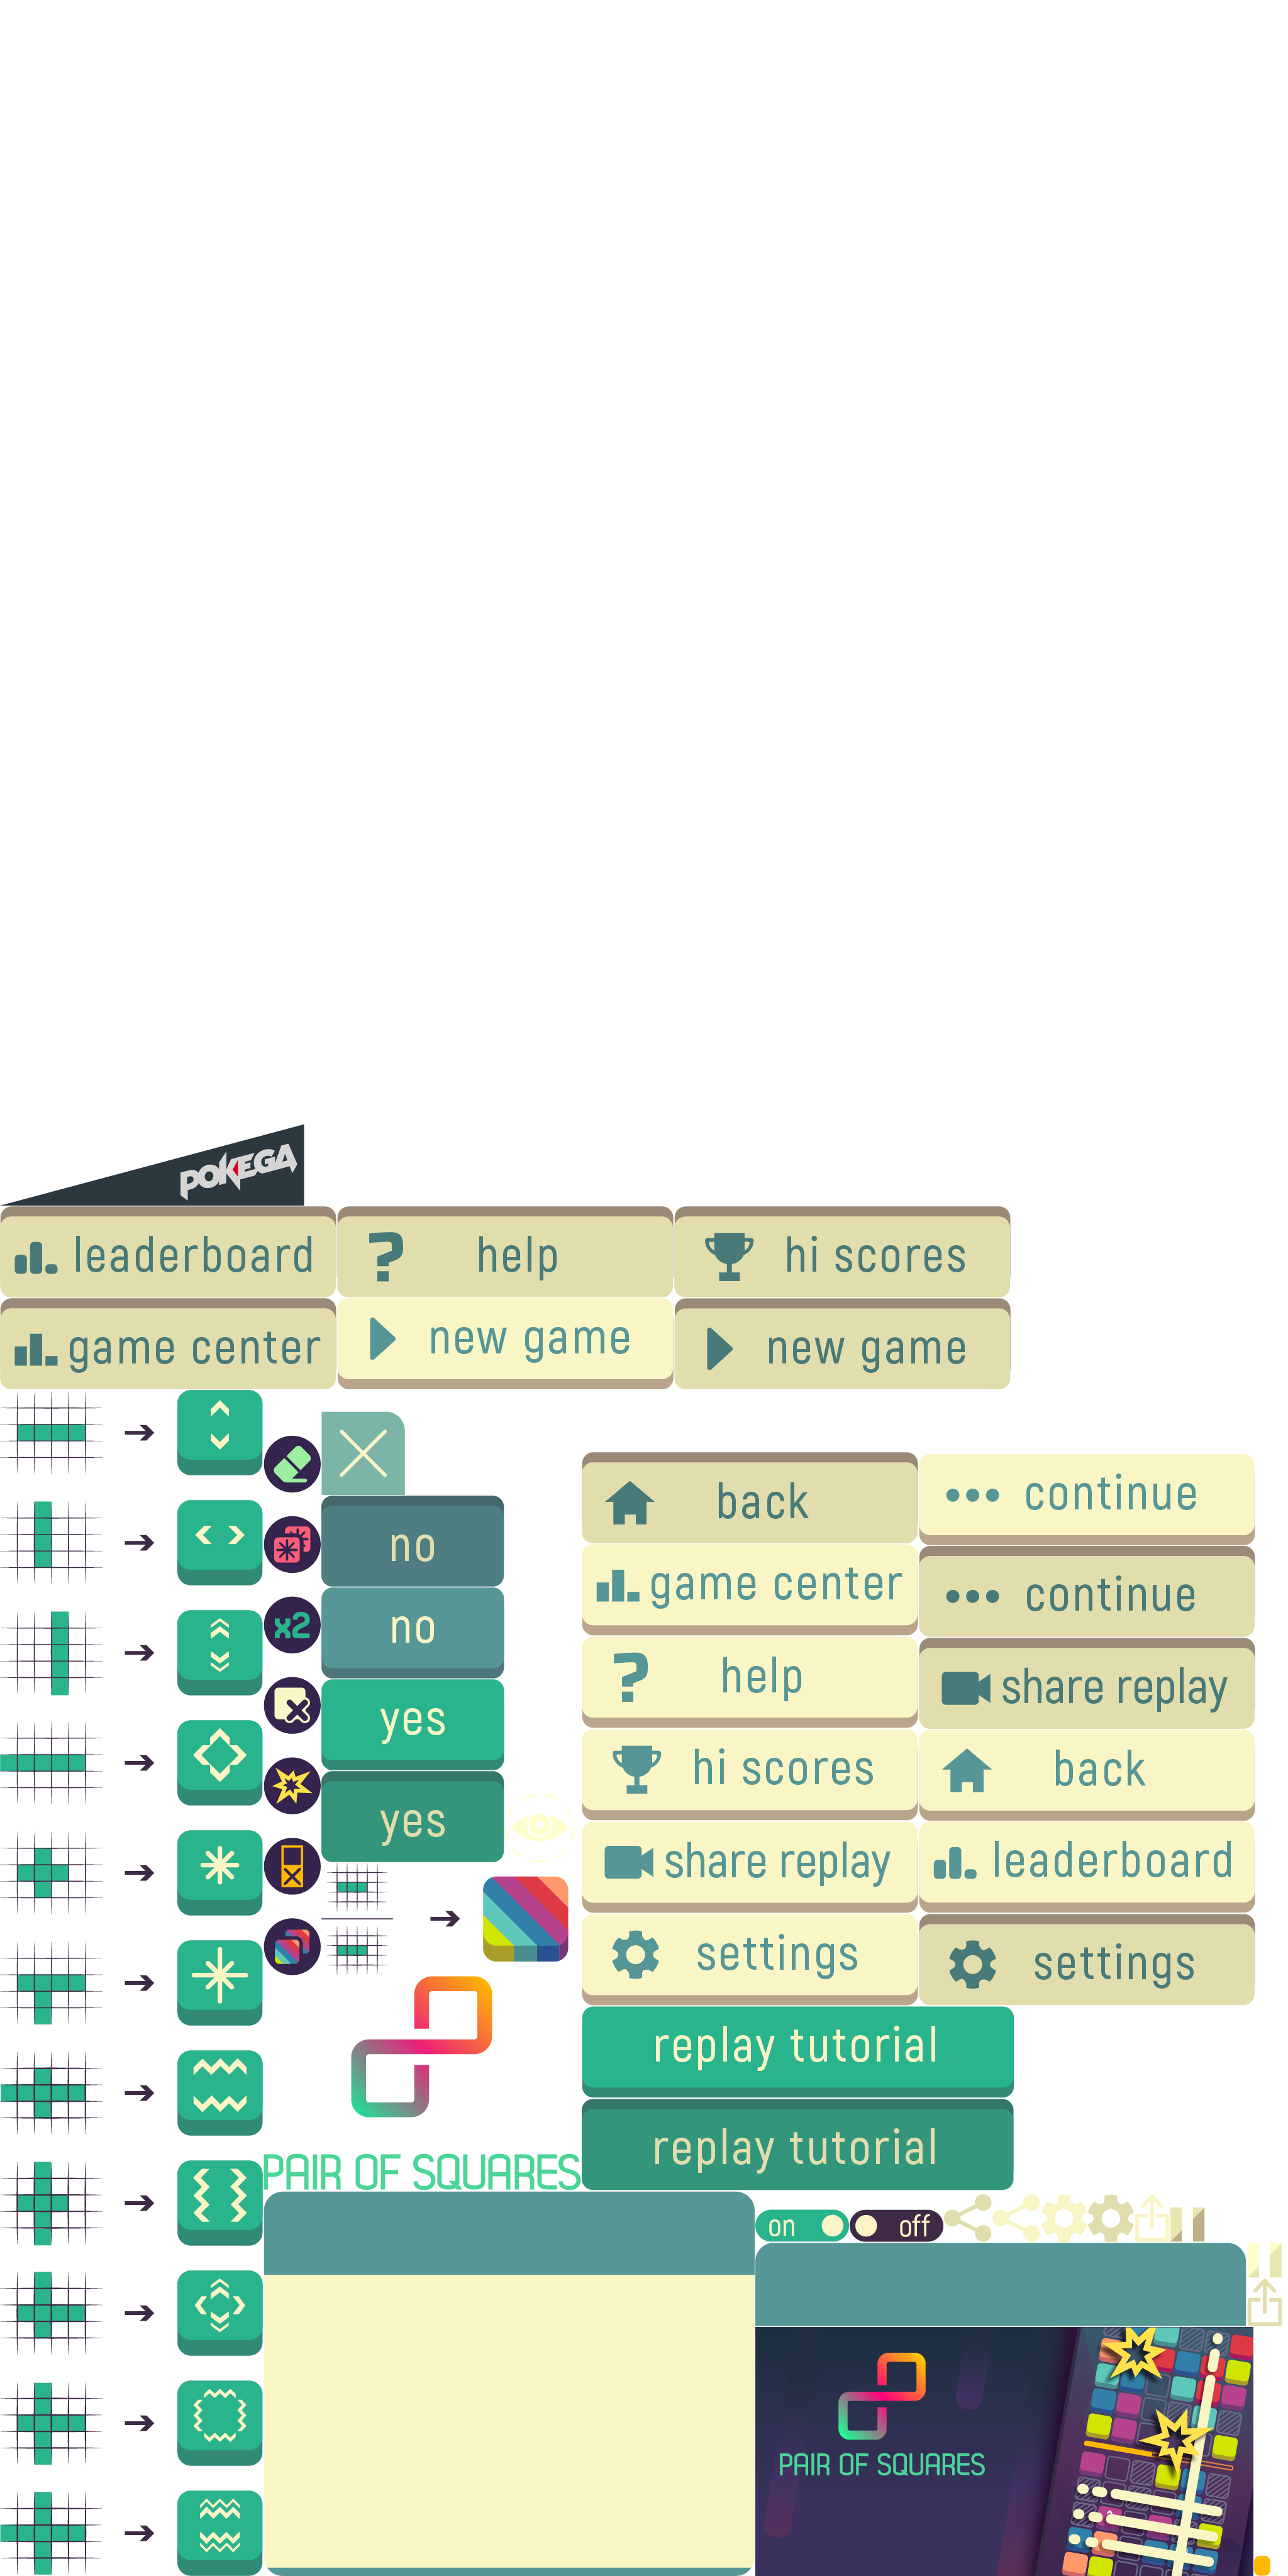 POKEGA
leaderboard
help
hi scores
game center
new game
new game
back
continue
no
game center
continue
no
x2
help
share replay
yes
hi scores
back
yes
share replay
leaderboard
settings
settings
replay tutorial
replay tutorial
PAIR OF SQUARES
on
off
PAIR OF SQUARES